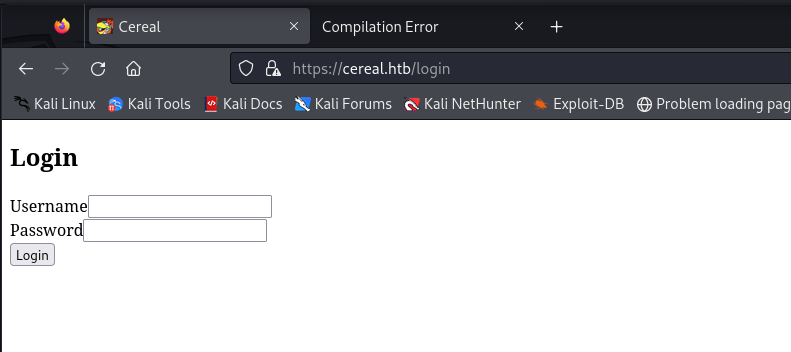 Cereal
Compilation Error
https://cereal.htb/login
Kali Linux Kali Tools Kali Docs Kali Forums Kali NetHunter Exploit-DB Problem loading pag
Login
Username
Password
Login